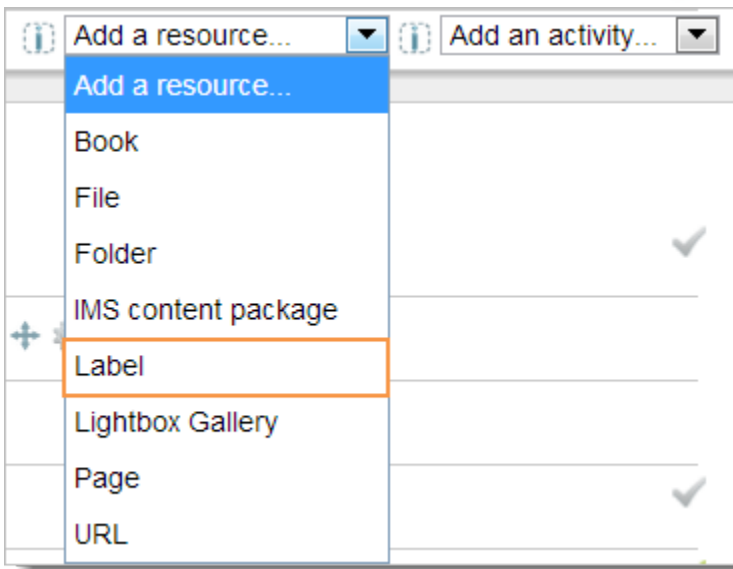 Add a resource... Add an activity...
Add a resource...
Book
File
Folder
IMS content package
Label
Lightbox Gallery
Page
URL